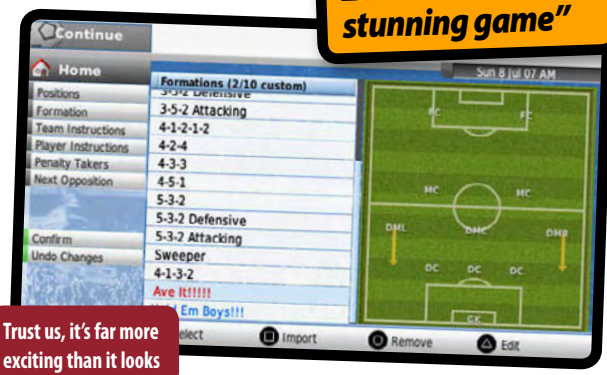 stunning game”
Continue
Home
Sun 8 Jul 07 AM
Positions
Formation
Team Instructions
Player Instructions
Penalty Takers
Next Opposition
Confirm
Undo Changes
Formations (2/10 custom)
3-5-2 Defensive
3-5-2 Attacking
4-1-2-1-2
4-2-4
4-3-3
4-5-1
5-3-2
5-3-2 Defensive
5-3-2 Attacking
Sweeper
4-1-3-2
Ave It!!!!!
Em Boys!!!
FC FC
MC MC
DML DMC DMR
DC DC DC
GK
Import
Remove
Edit
Trust us, it’s far more
exciting than it looks